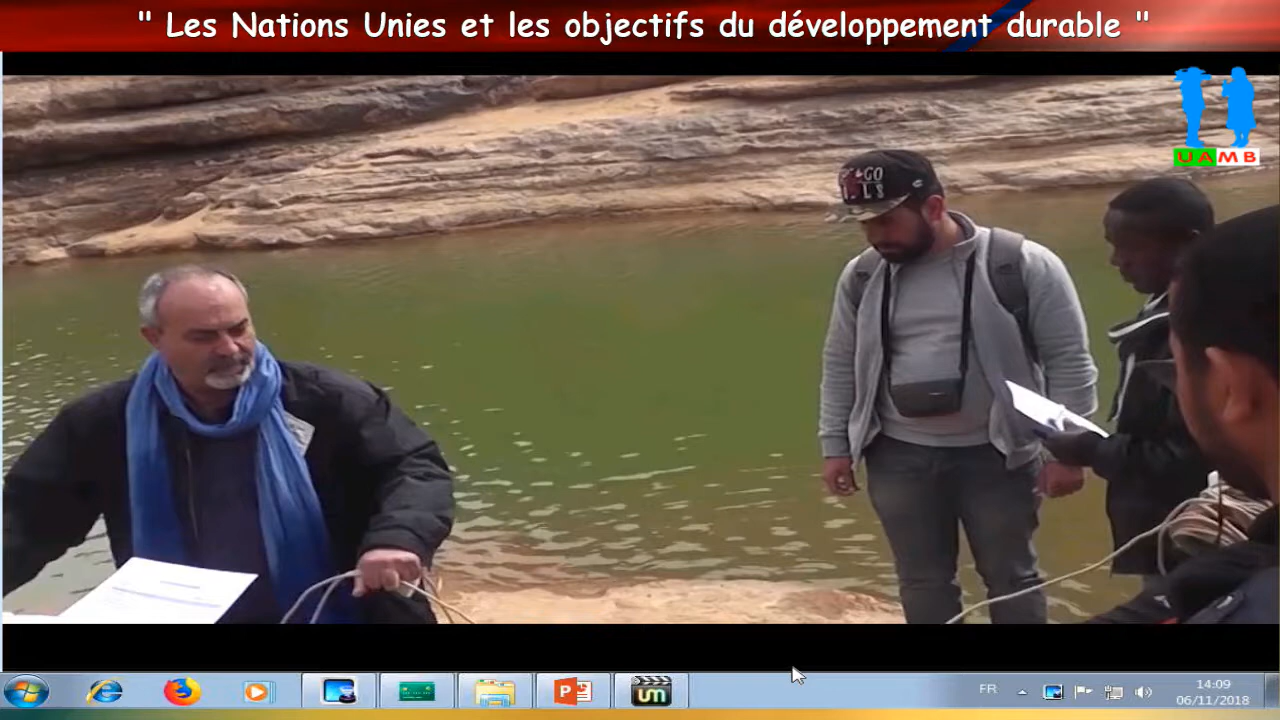 " Les Nations Unies et les objectifs du développement durable "
UAMB
FR
14:09
06/11/2018